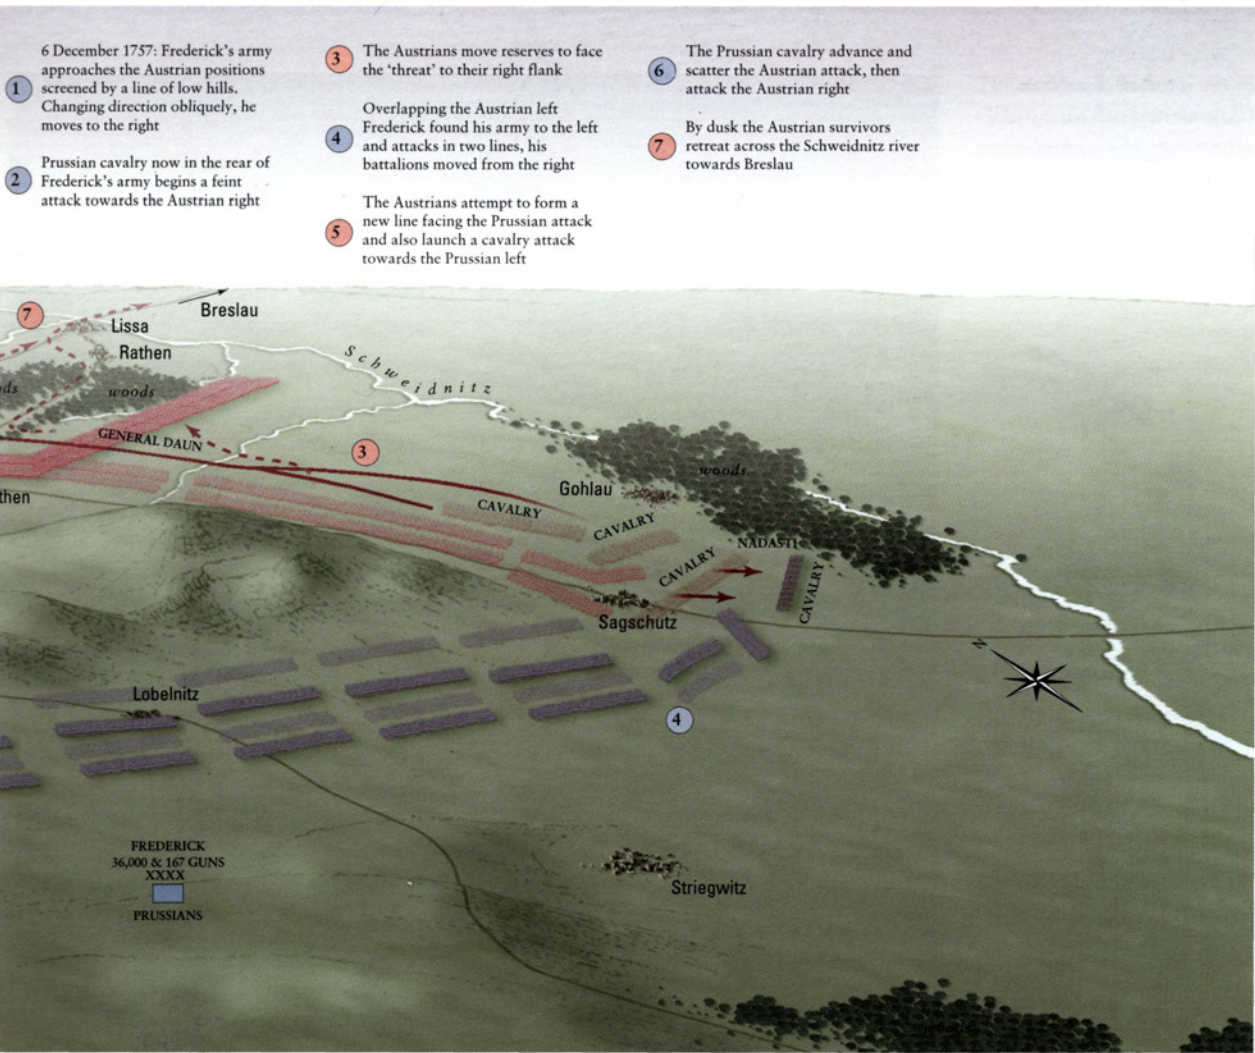 1
6 December 1757: Frederick's army
approaches the Austrian positions
screened by a line of low hills.
Changing direction obliquely, he
moves to the right
2
Prussian cavalry now in the rear of
Frederick's army begins a feint
attack towards the Austrian right
3
The Austrians move reserves to face
the 'threat' to their right flank
4
Overlapping the Austrian left
Frederick found his army to the left
and attacks in two lines, his
battalions moved from the right
5
The Austrians attempt to form a
new line facing the Prussian attack
and also launch a cavalry attack
towards the Prussian left
6
The Prussian cavalry advance and
scatter the Austrian attack, then
attack the Austrian right
7
By dusk the Austrian survivors
retreat across the Schweidnitz river
towards Breslau
7
Breslau
Lissa
Rathen
Schweidnitz
ds
woods
GENERAL DAUN
3
then
woods
Gohlau
CAVALRY
CAVALRY
CAVALRY
NADASTI
CAVALRY
Sagschutz
N
Lobelnitz
4
FREDERICK
36,000 & 167 GUNS
XXXX
PRUSSIANS
Striegwitz